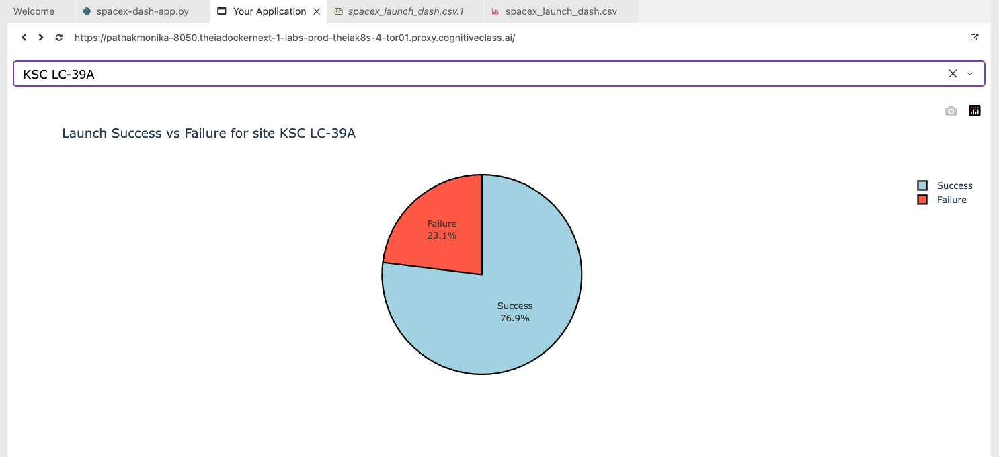 Welcome
spacex-dash-app.py
Your Application
spacex_launch_dash.csv.1
spacex_launch_dash.csv
https://pathakmonika-8050.theiadockernext-1-labs-prod-theiak8s-4-tor01.proxy.cognitiveclass.ai/
KSC LC-39A
Launch Success vs Failure for site KSC LC-39A
Success
Failure
Failure
23.1%
Success
76.9%